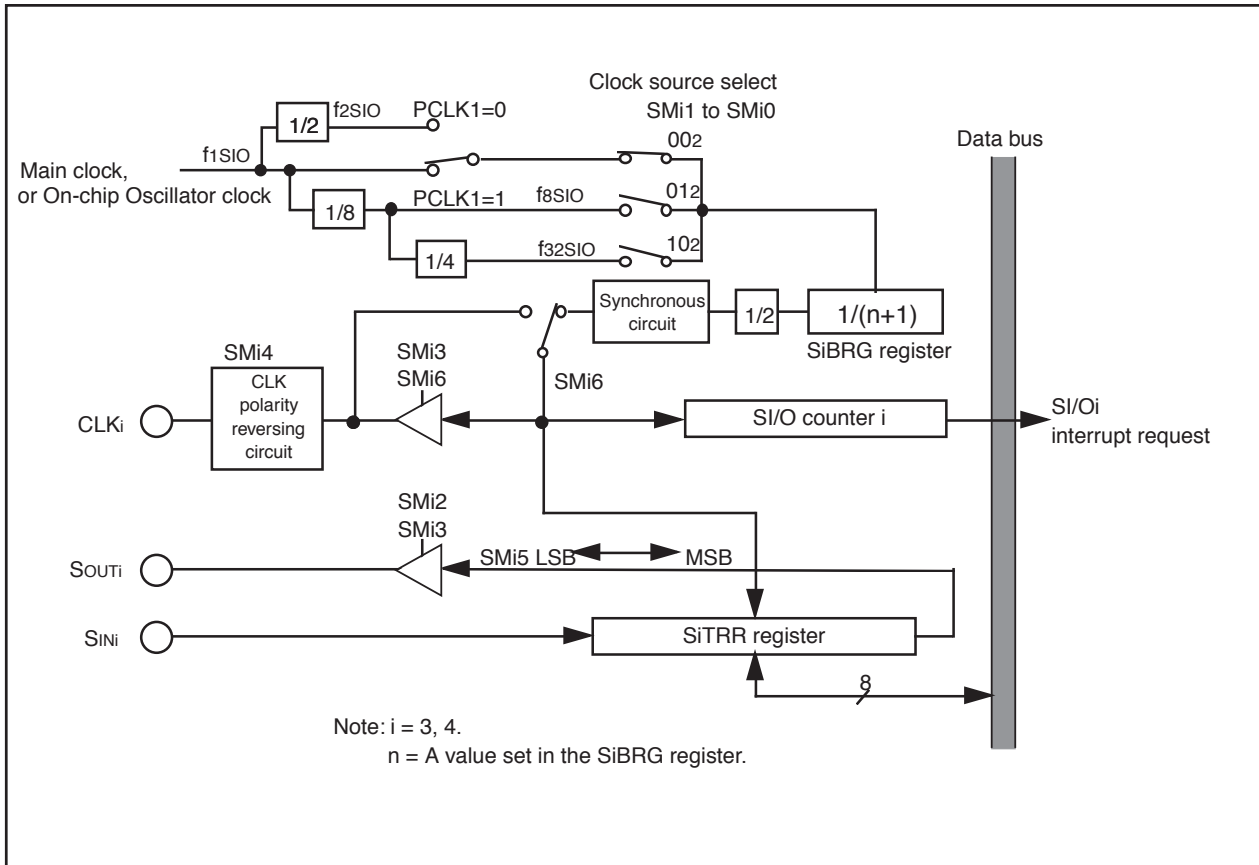 Clock source select
SMi1 to SMi0
f2SIO
PCLK1=0
1/2
002
Data bus
f1SIO
Main clock,
or On-chip Oscillator clock
1/8
PCLK1=1
f8SIO
012
1/4
f32SIO
102
Synchronous
circuit
1/2
1/(n+1)
SiBRG register
SMi4
SMi3
SMi6
SMi6
CLKi
CLK
polarity
reversing
circuit
SI/O counter i
SI/Oi
interrupt request
SMi2
SMi3
SMi5 LSB
MSB
SOUTi
SINi
SiTRR register
8
Note: i = 3, 4.
n = A value set in the SiBRG register.